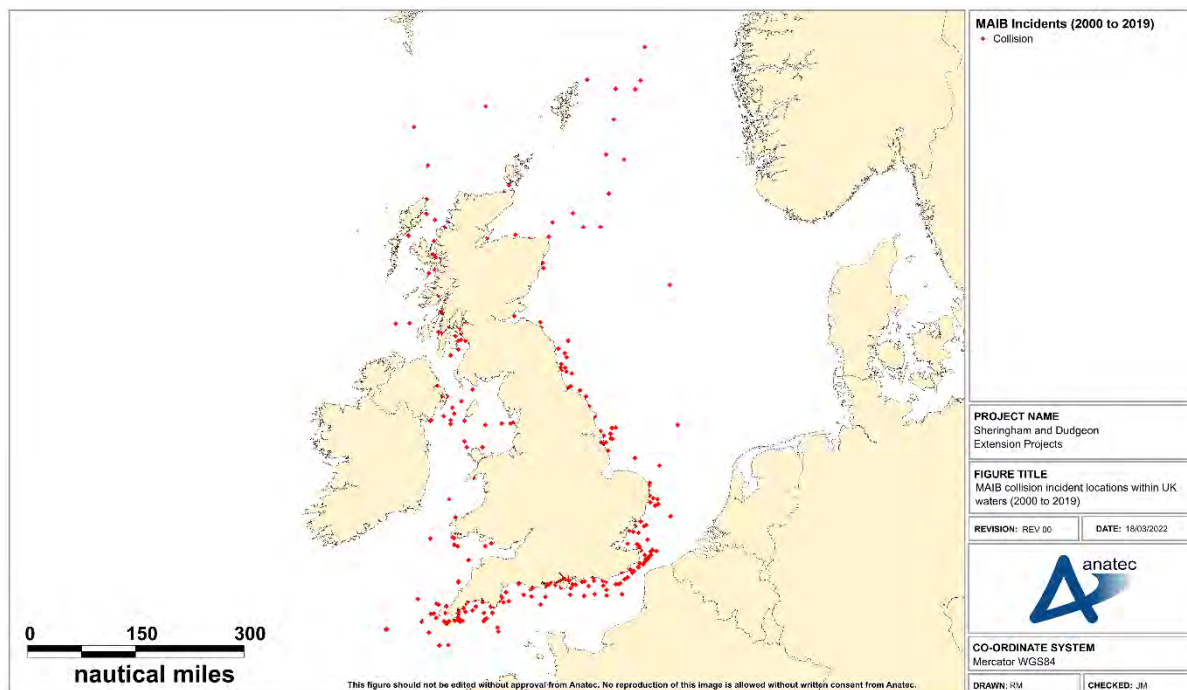 MAIB Incidents (2000 to 2019)
Collision
PROJECT NAME
Sheringham and Dudgeon
Extension Projects
FIGURE TITLE
MAIB collision incident locations within UK
waters (2000 to 2019)
REVISION: REV 00 DATE: 18/03/2022
anatec
CO-ORDINATE SYSTEM
Mercator WGS84
DRAWN: RM CHECKED: JM
0 150 300
nautical miles
This figure should not be edited without approval from Anatec. No reproduction of this image is allowed without written consent from Anatec.